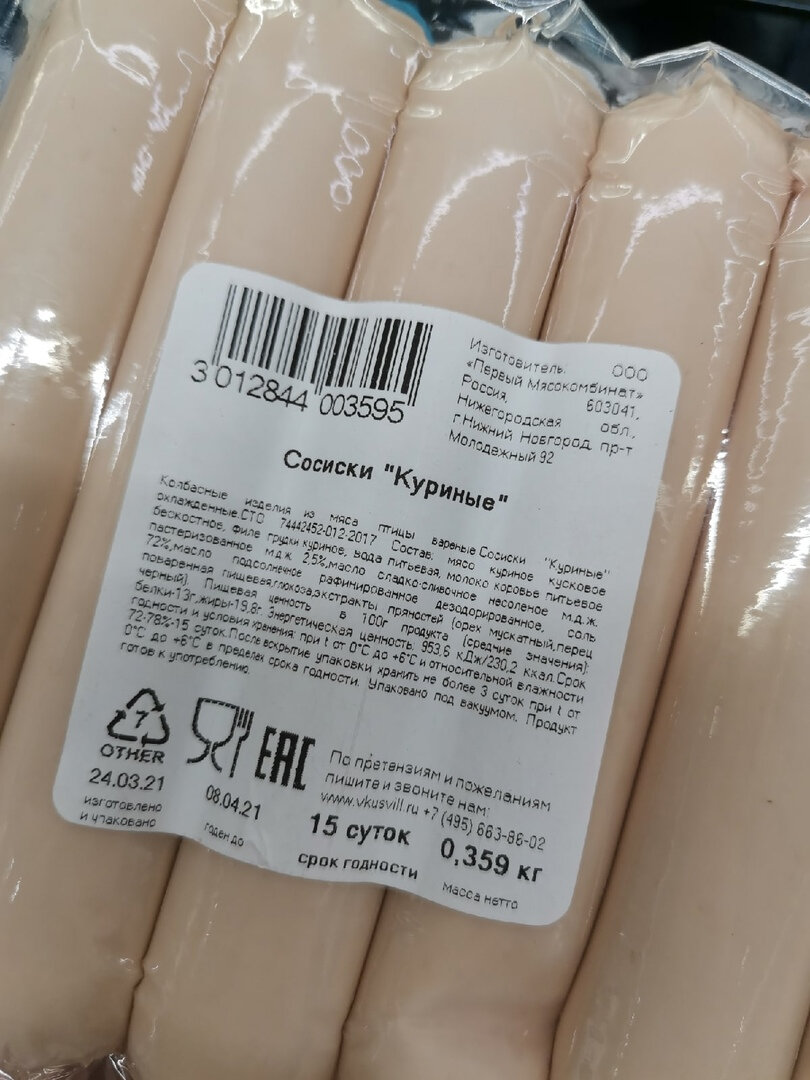 3 012844 003595
Изготовитель: ООО
«Первый Мясокомбинат»
Россия, 603041,
Нижегородская обл.,
г.Нижний Новгород, пр-т
Молодежный 92
Сосиски "Куриные"
Колбасные изделия из мяса птицы вареные.Сосиски "Куриные"
охлажденные.СТО 74442452-012-2017 Состав: мясо куриное кусковое
бескостное, филе грудки куриное, вода питьевая, молоко коровье питьевое
пастеризованное м.д.ж. 2,5%,масло сладко-сливочное несоленое м.д.ж.
72%,масло подсолнечное рафинированное дезодорированное, соль
поваренная пищевая,глюкоза,экстракты пряностей (орех мускатный,перец
черный). Пищевая ценность в 100г продукта (средние значения):
белки-13г,жиры-19,8г. Энергетическая ценность: 953,6 кДж/230,2 ккал.Срок
годности и условия хранения: при t от 0°С до +6°С и относительной влажности
72-78%-15 суток.После вскрытие упаковки хранить не более 3 суток при t от
0°С до +6°С в пределах срока годности. Упаковано под вакуумом. Продукт
готов к употреблению.
7
OTHER
EAC
По претензиям и пожеланиям
пишите и звоните нам:
www.vkusvill.ru +7 (495) 663-86-02
24.03.21
изготовлено
и упаковано
08.04.21
годен до
15 суток
срок годности
0,359 кг
масса нетто